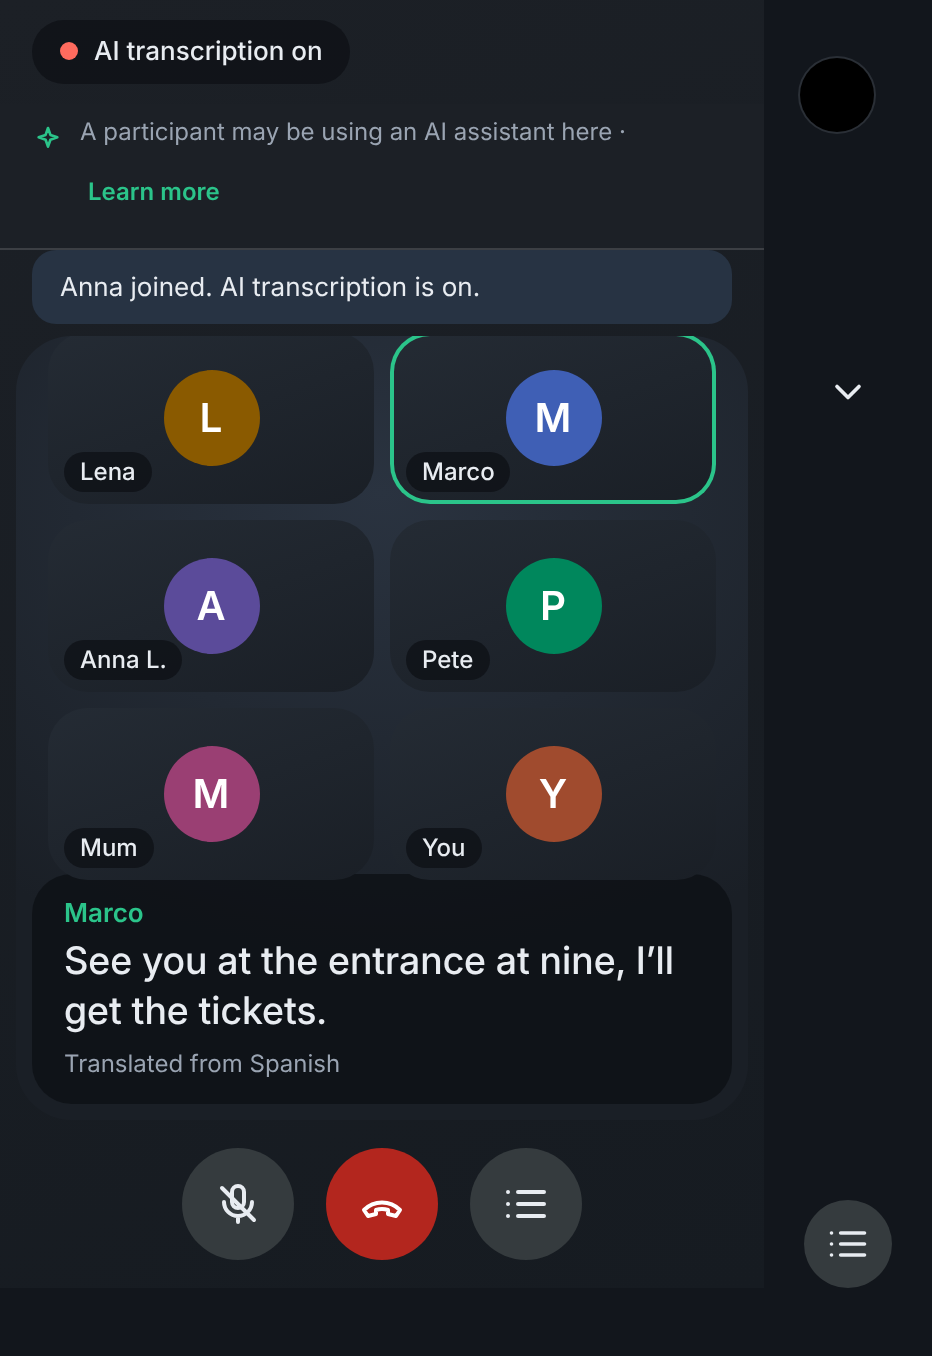 AI transcription on
A participant may be using an AI assistant here ·
Learn more
Anna joined. AI transcription is on.
L
Lena
M
Marco
A
Anna L.
P
Pete
M
Mum
Y
You
Marco
See you at the entrance at nine, I’ll
get the tickets.
Translated from Spanish